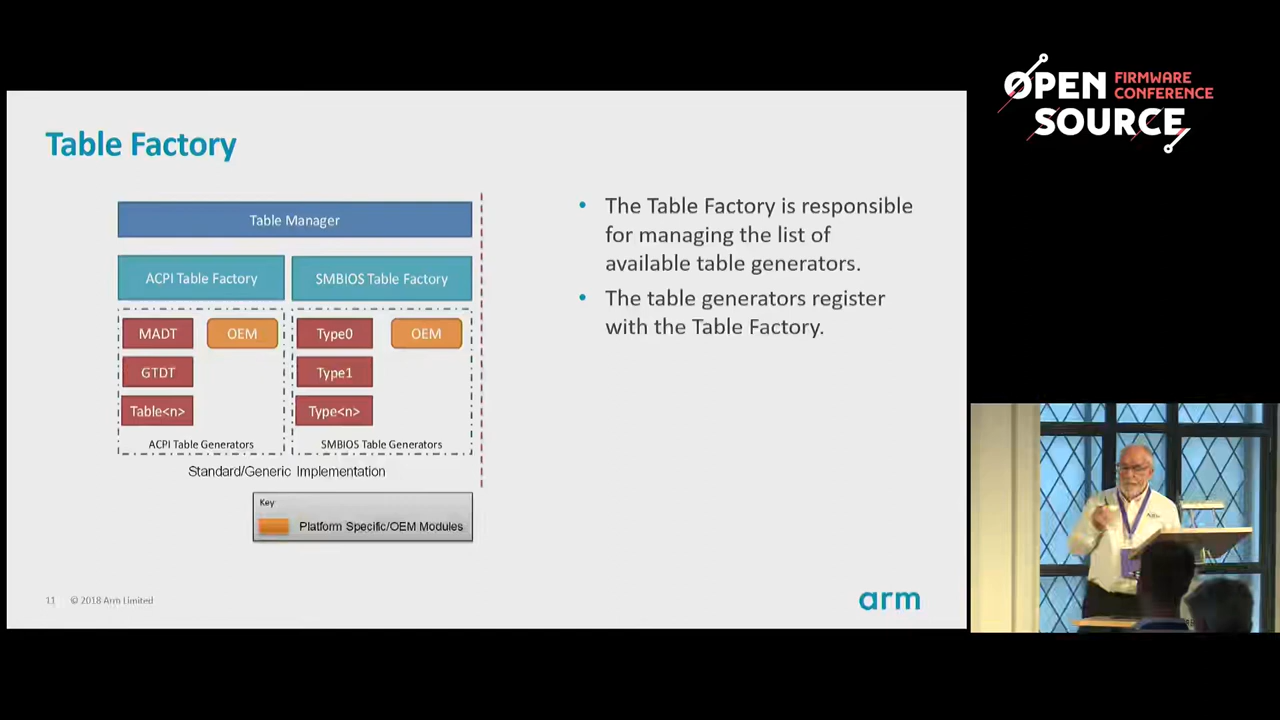 OPEN
SOURCE
FIRMWARE
CONFERENCE
Table Factory
Table Manager
ACPI Table Factory
SMBIOS Table Factory
MADT
OEM
GTDT
Table<n>
ACPI Table Generators
Type0
OEM
Type1
Type<n>
SMBIOS Table Generators
Standard/Generic Implementation
Key
Platform Specific/OEM Modules
• The Table Factory is responsible
for managing the list of
available table generators.
• The table generators register
with the Table Factory.
11 © 2018 Arm Limited
arm